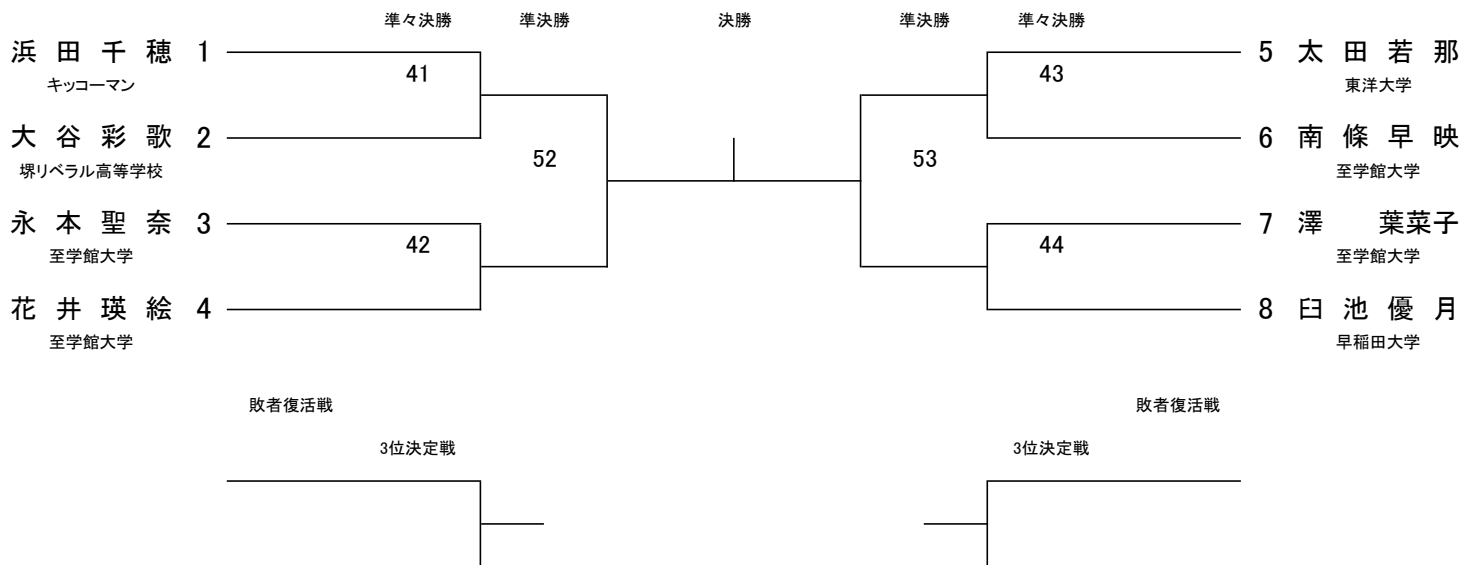 準々決勝 準決勝 決勝 準決勝 準々決勝
浜田千穂 1 5 太田若那
キッコーマン 41 43 東洋大学
大谷彩歌 2 6 南條早映
堺リベラル高等学校 52 53 至学館大学
永本聖奈 3 7 澤 葉菜子
至学館大学 42 44 至学館大学
花井瑛絵 4 8 臼池優月
至学館大学 早稲田大学
敗者復活戦 敗者復活戦
3位決定戦 3位決定戦